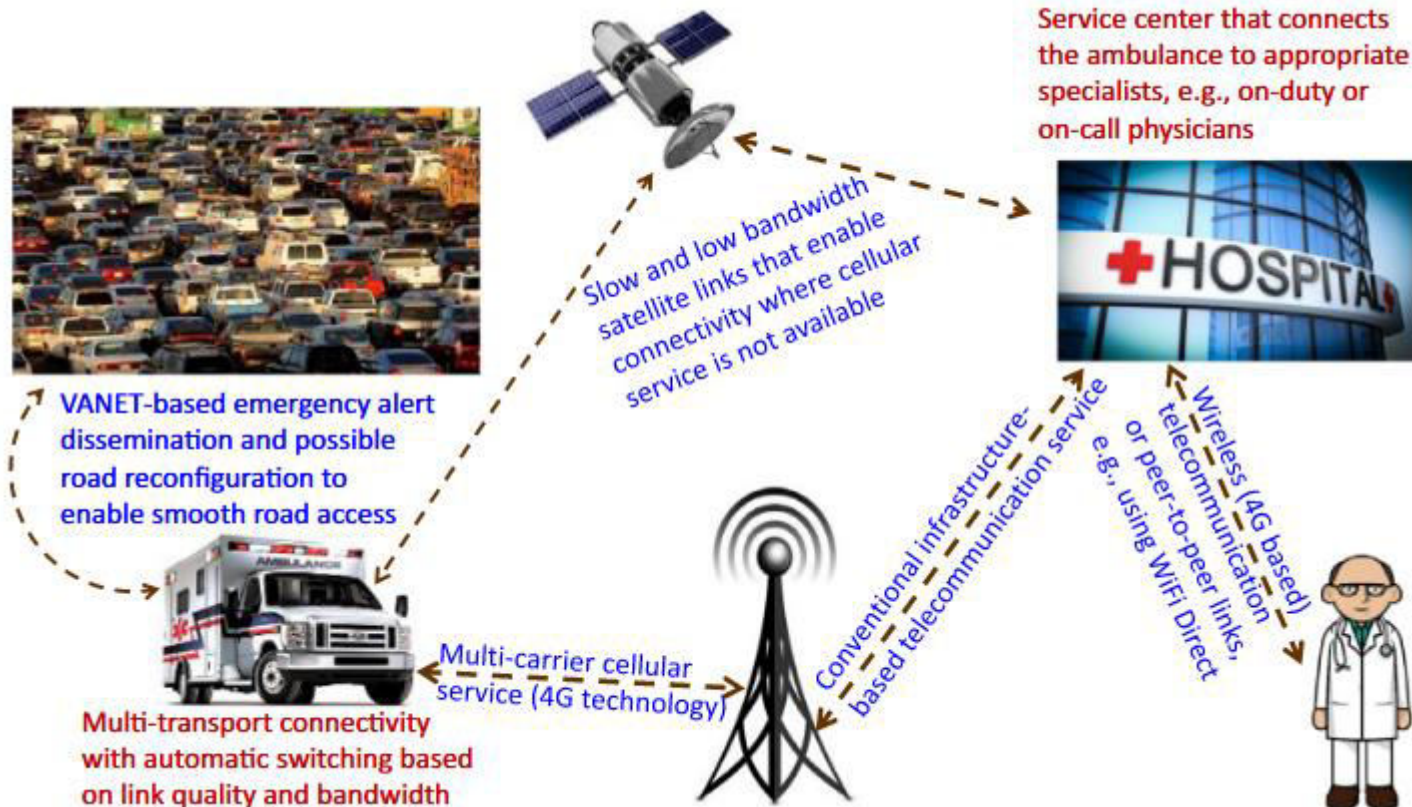 Service center that connects
the ambulance to appropriate
specialists, e.g., on-duty or
on-call physicians
HOSPITAL
Slow and low bandwidth
satellite links that enable
connectivity where cellular
service is not available
VANET-based emergency alert
dissemination and possible
road reconfiguration to
enable smooth road access
AMBULANCE
Multi-carrier cellular
service (4G technology)
Conventional infrastructure-
based telecommunication service
Wireless (4G based)
telecommunication
or peer-to-peer links,
e.g., using WiFi Direct
Multi-transport connectivity
with automatic switching based
on link quality and bandwidth